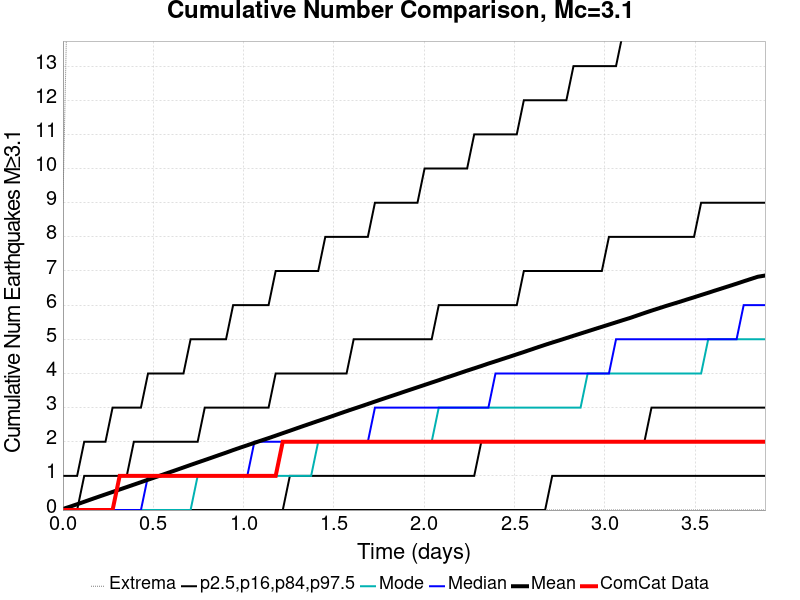 Cumulative Number Comparison, Mc=3.1
Cumulative Num Earthquakes M≥3.1
13
12
11
10
9
8
7
6
5
4
3
2
1
0
0.0 0.5 1.0 1.5 2.0 2.5 3.0 3.5
Time (days)
Extrema p2.5,p16,p84,p97.5 Mode Median Mean ComCat Data